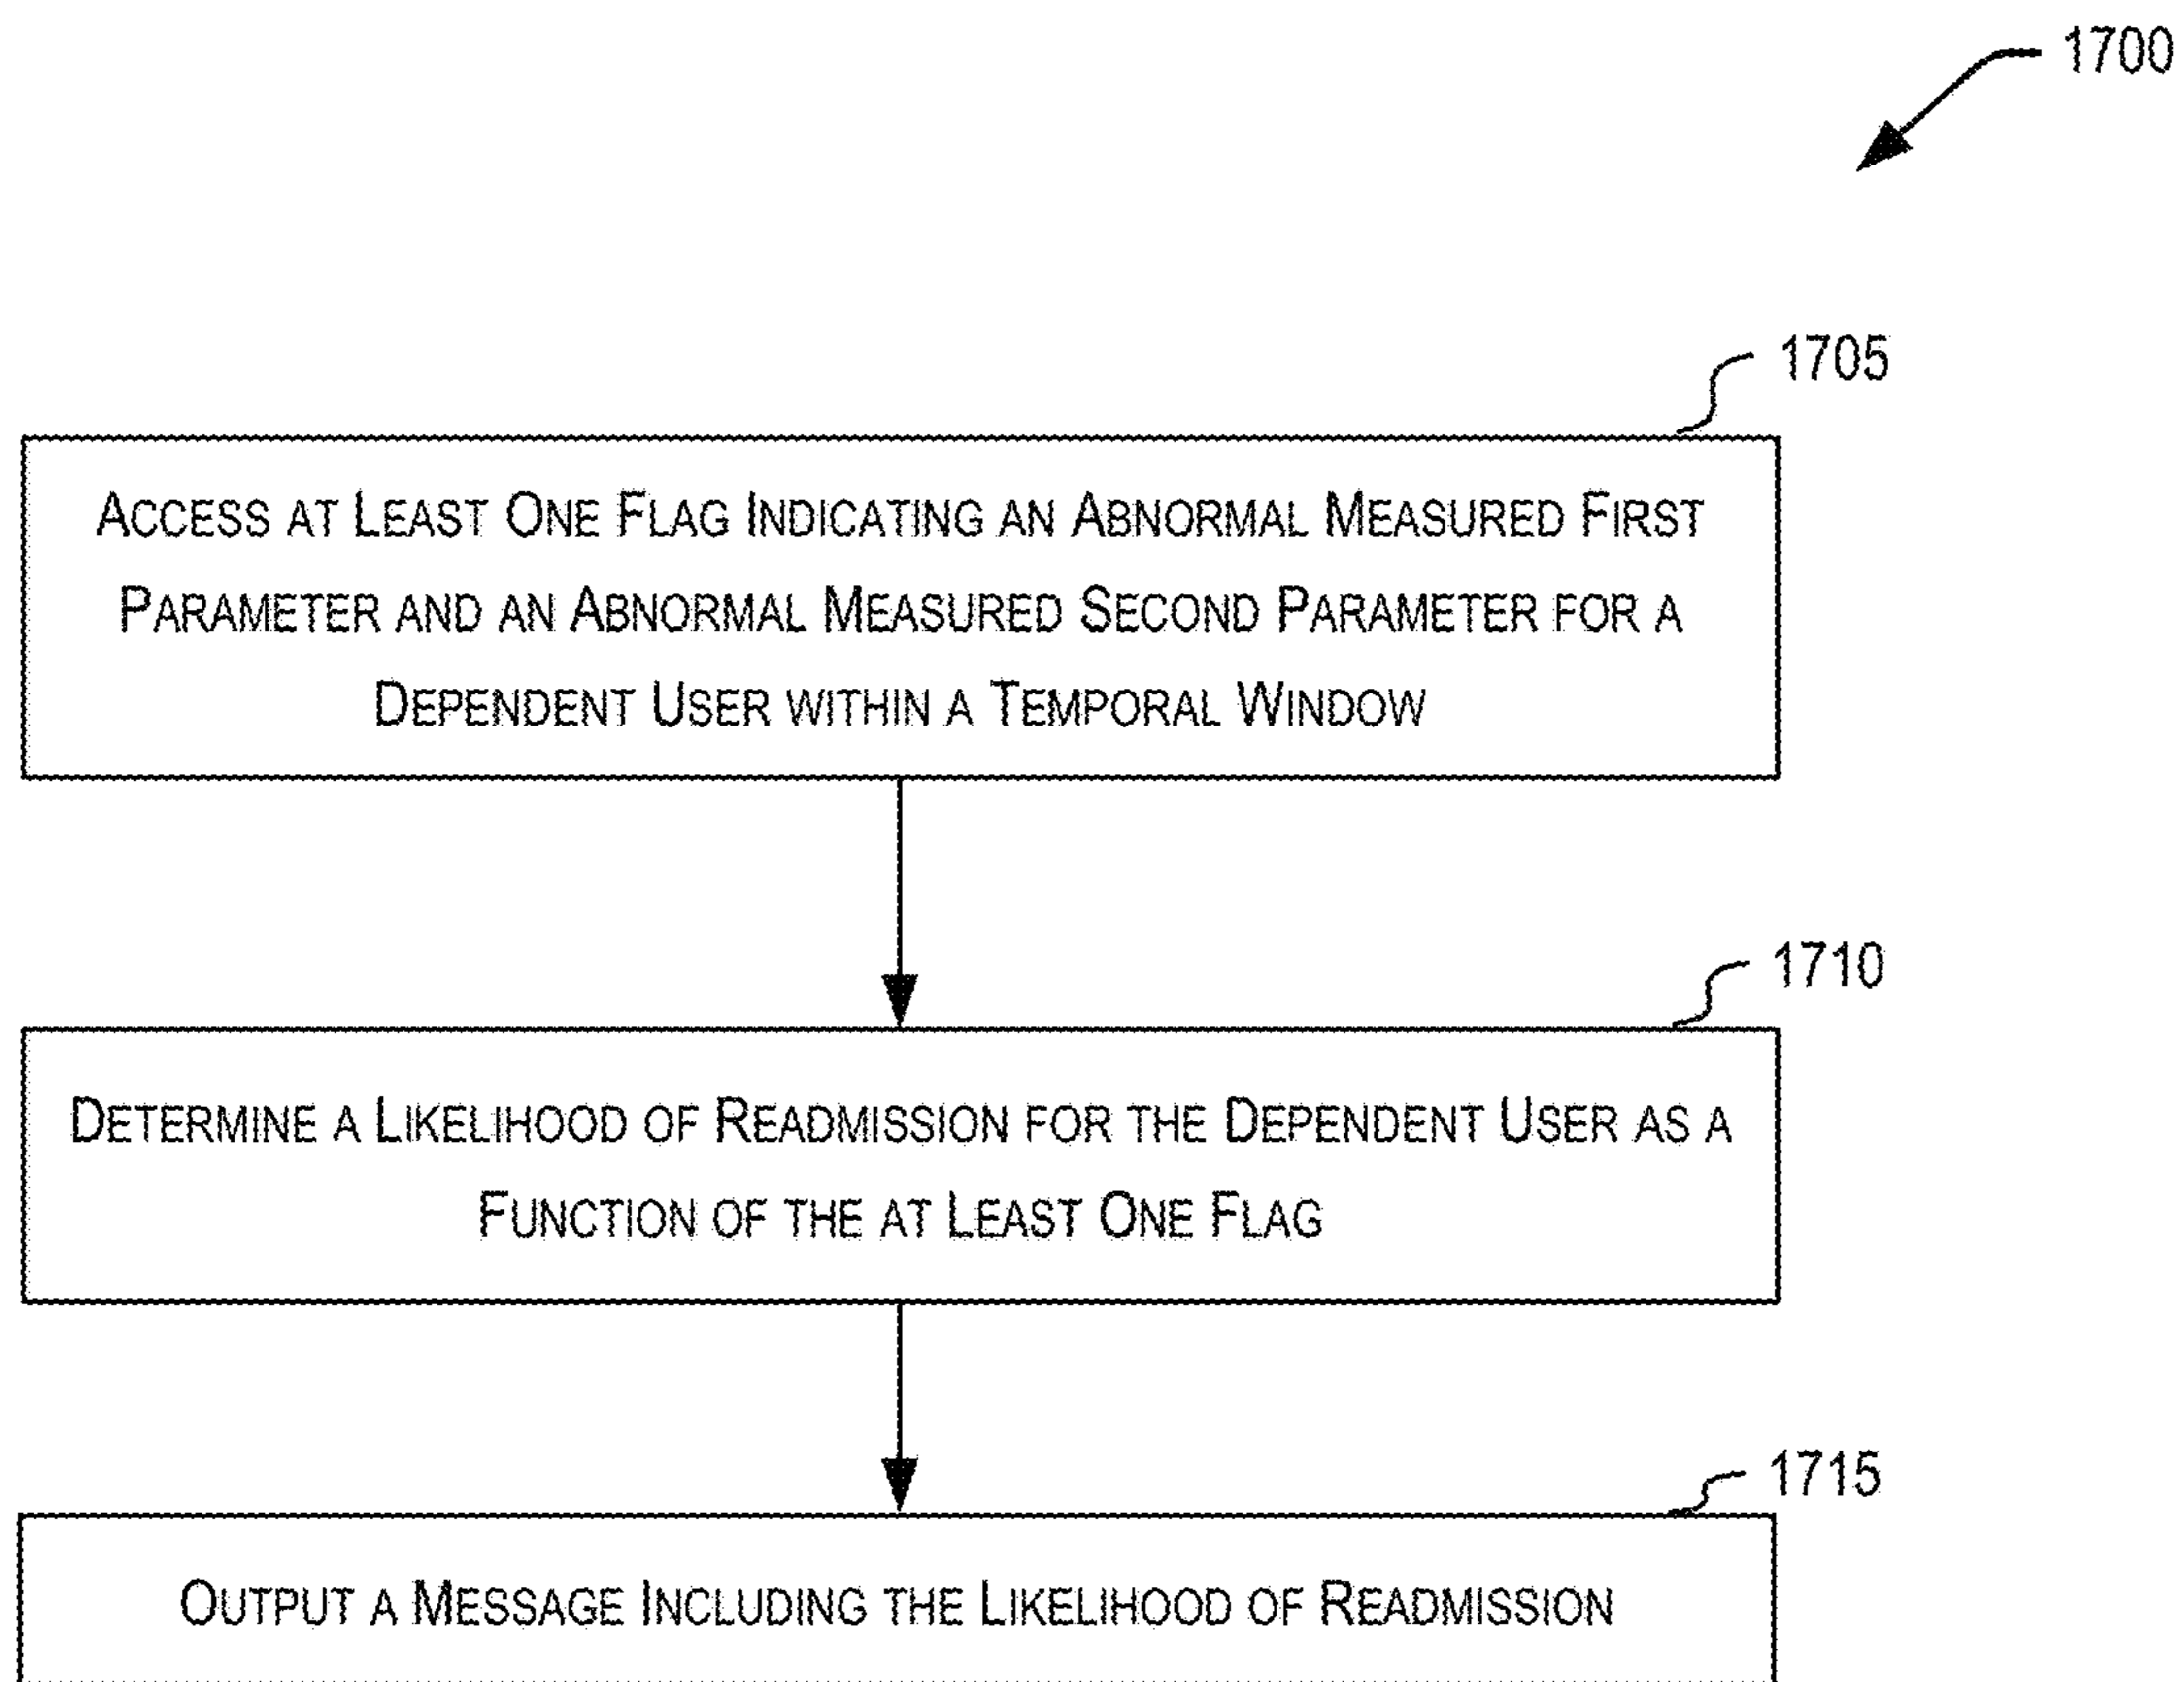 1700
1705
ACCESS AT LEAST ONE FLAG INDICATING AN ABNORMAL MEASURED FIRST
PARAMETER AND AN ABNORMAL MEASURED SECOND PARAMETER FOR A
DEPENDENT USER WITHIN A TEMPORAL WINDOW
1710
DETERMINE A LIKELIHOOD OF READMISSION FOR THE DEPENDENT USER AS A
FUNCTION OF THE AT LEAST ONE FLAG
1715
OUTPUT A MESSAGE INCLUDING THE LIKELIHOOD OF READMISSION